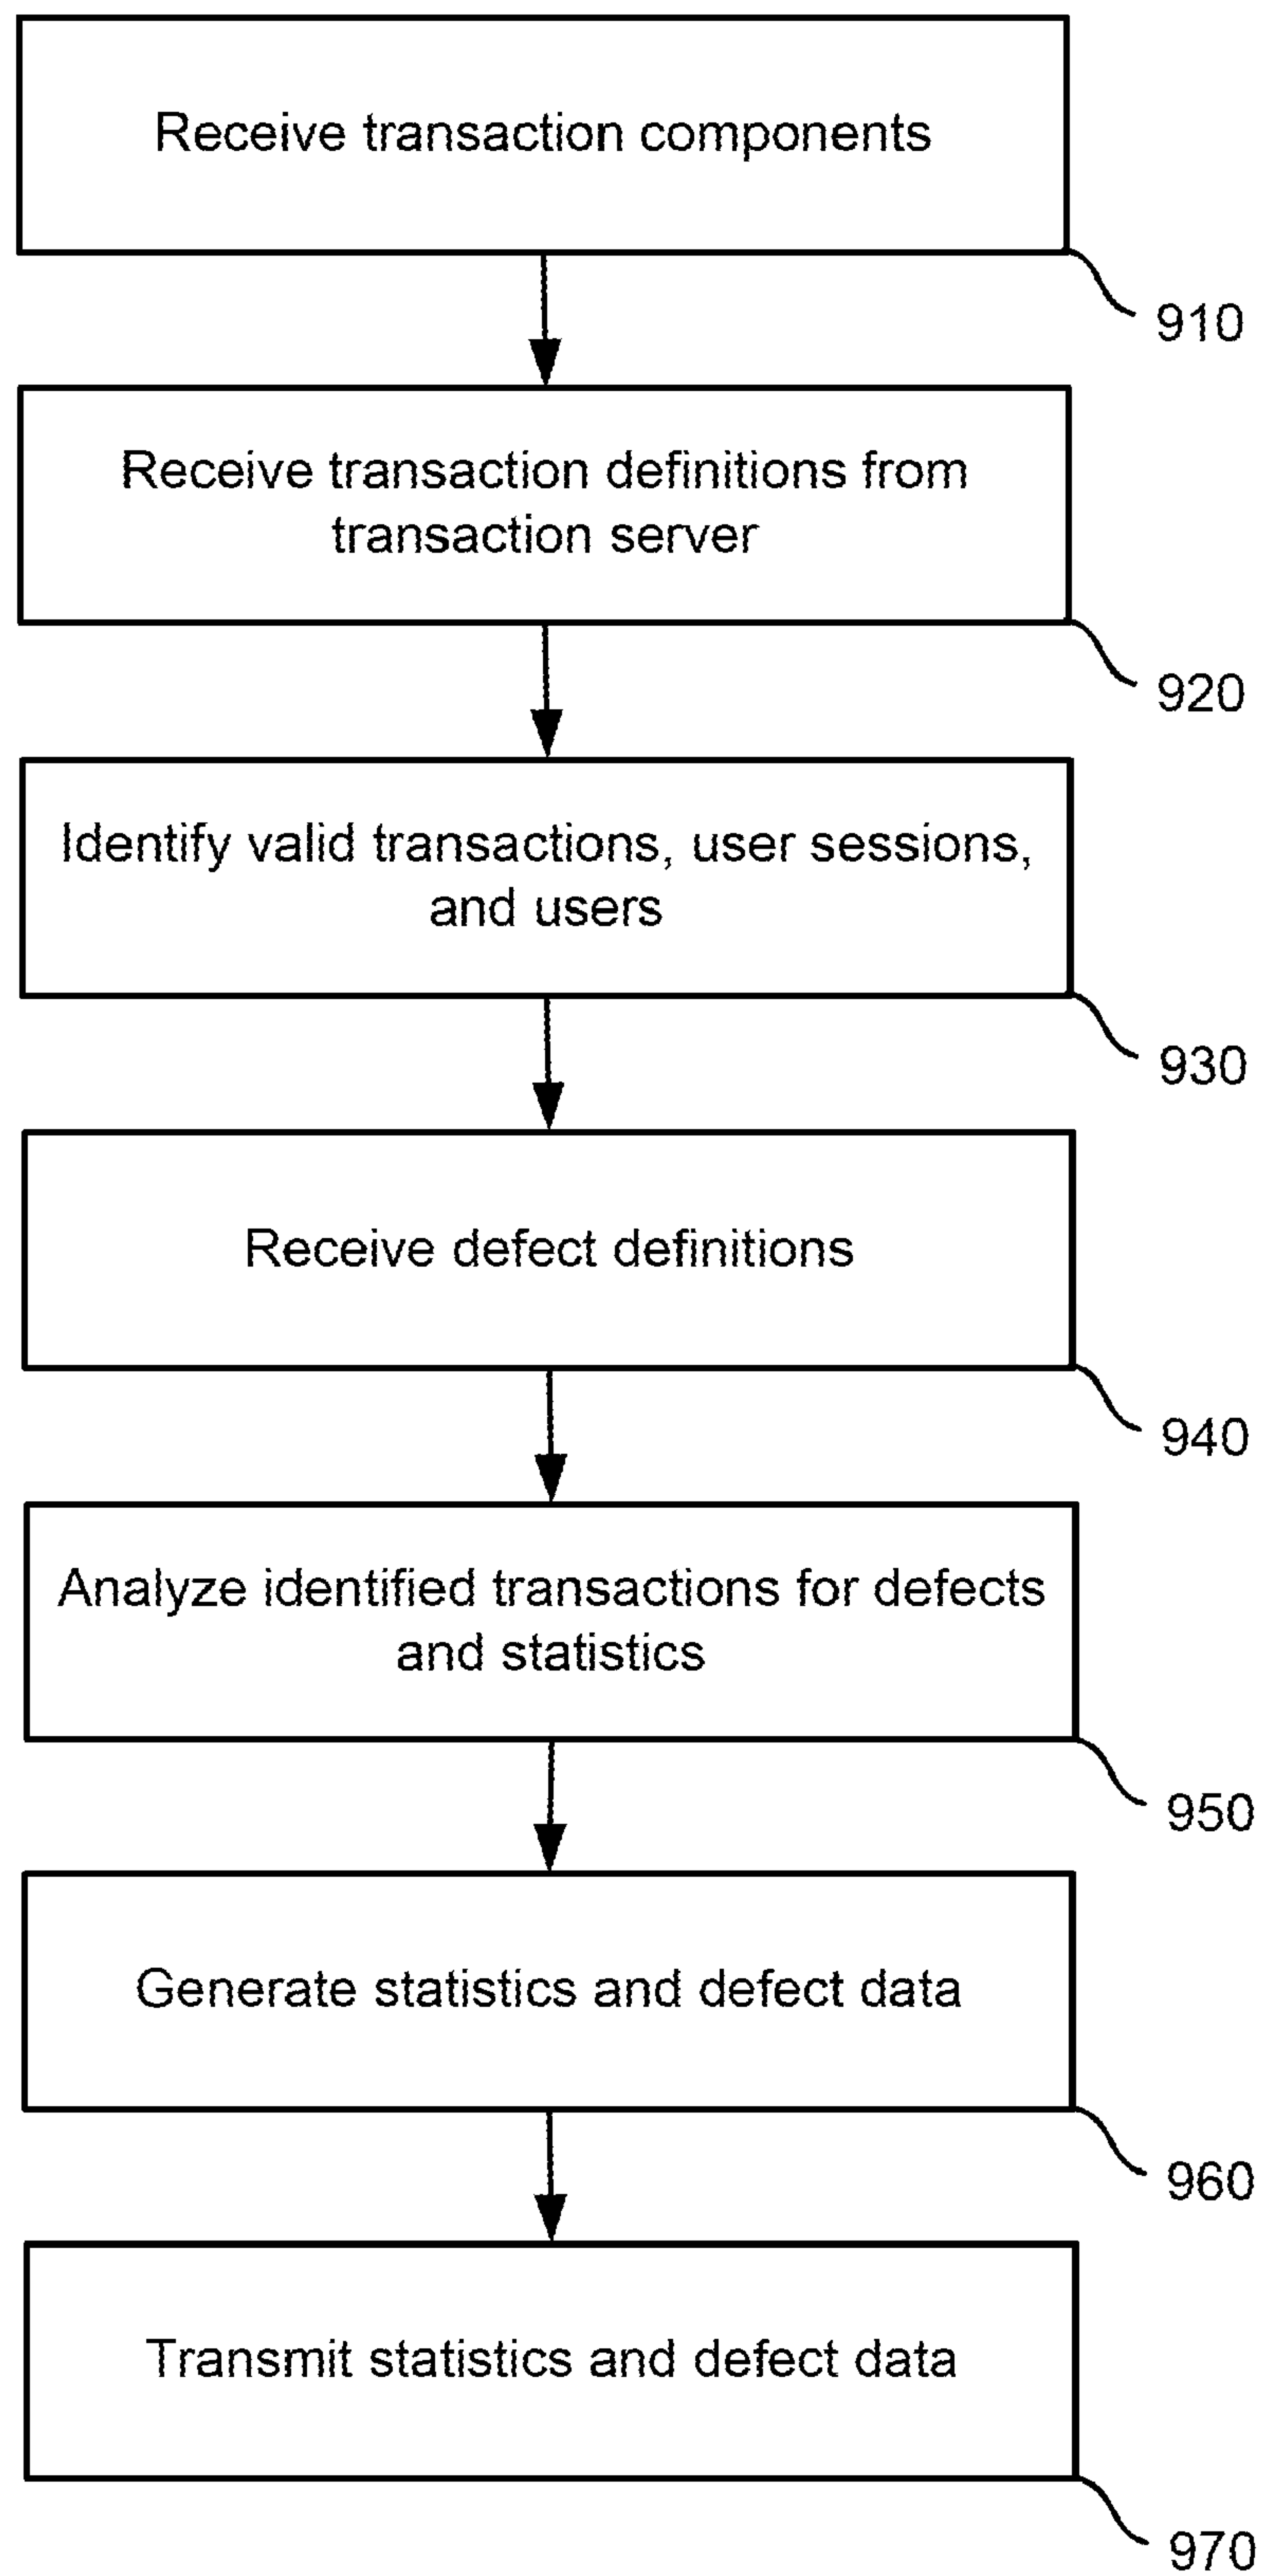 Receive transaction components
910
Receive transaction definitions from
transaction server
920
Identify valid transactions, user sessions,
and users
930
Receive defect definitions
940
Analyze identified transactions for defects
and statistics
950
Generate statistics and defect data
960
Transmit statistics and defect data
970